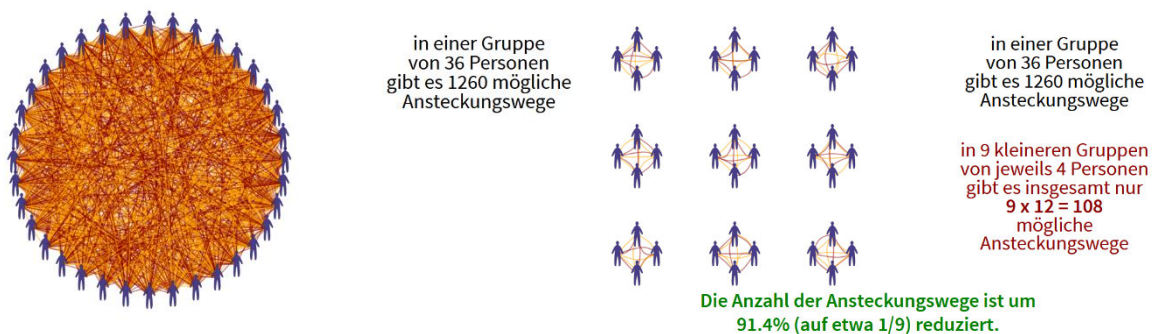 in einer Gruppe
von 36 Personen
gibt es 1260 mögliche
Ansteckungswege
in einer Gruppe
von 36 Personen
gibt es 1260 mögliche
Ansteckungswege
in 9 kleineren Gruppen
von jeweils 4 Personen
gibt es insgesamt nur
9 x 12 = 108
mögliche
Ansteckungswege
Die Anzahl der Ansteckungswege ist um
91.4% (auf etwa 1/9) reduziert.